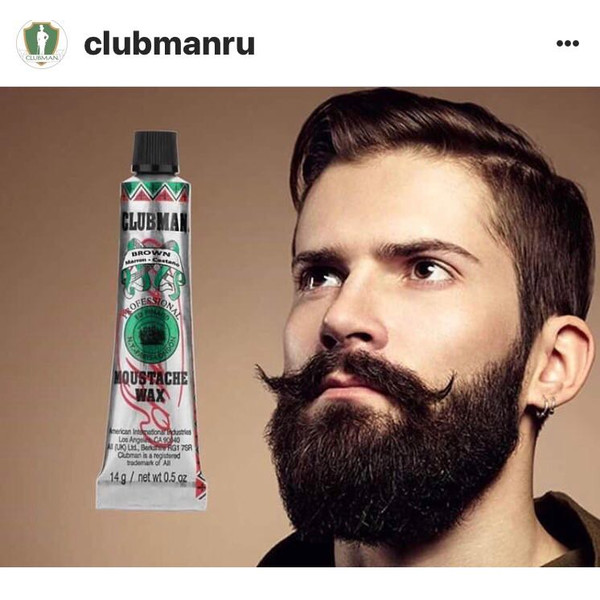 clubmanru
CLUBMAN
CLUBMAN.
BROWN
Marron - Castaño
PROFESSIONAL
MOUSTACHE
WAX
American International Industries
Los Angeles, CA 90040
AII (UK) Ltd., Berkshire RG1 7SR
Clubman is a registered
trademark of AII
14 g / net wt 0.5 oz